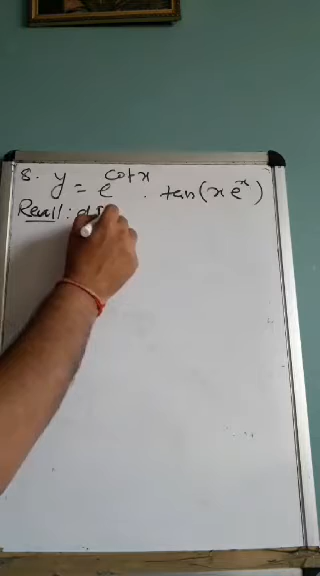 8. y = e^{cot x} · tan(x e^{x})
Recall : d